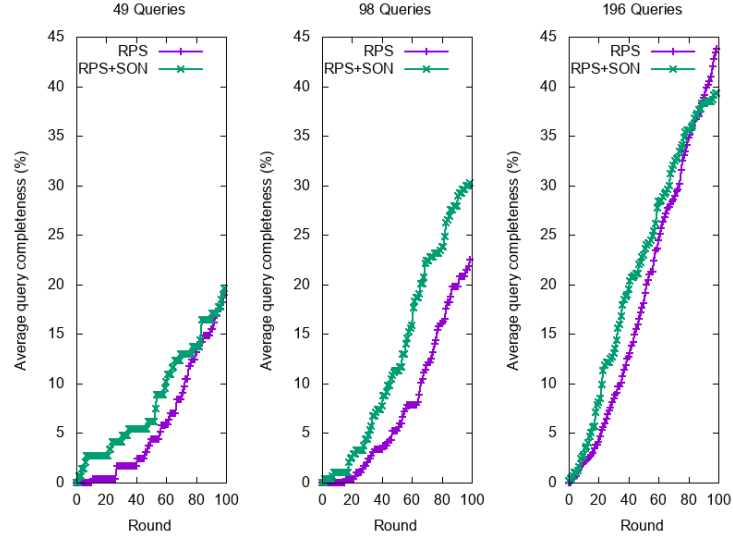 49 Queries
Average query completeness (%)
45
40
35
30
25
20
15
10
5
0
0 20 40 60 80 100
Round
RPS
RPS+SON
98 Queries
Average query completeness (%)
45
40
35
30
25
20
15
10
5
0
0 20 40 60 80 100
Round
RPS
RPS+SON
196 Queries
Average query completeness (%)
45
40
35
30
25
20
15
10
5
0
0 20 40 60 80 100
Round
RPS
RPS+SON